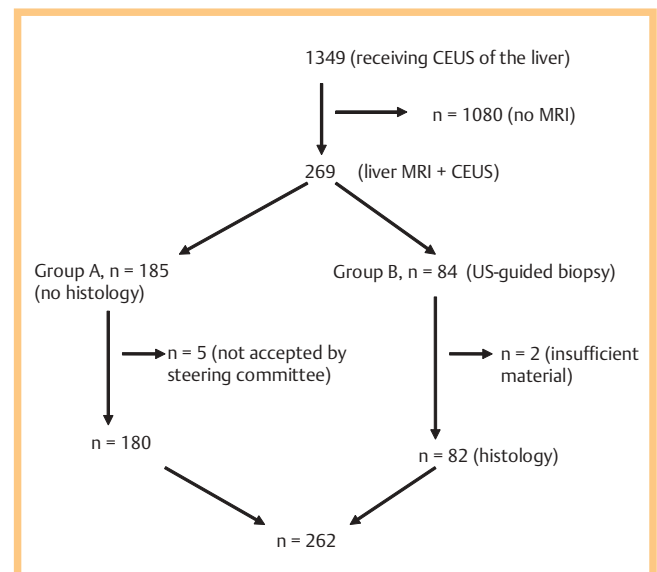 1349 (receiving CEUS of the liver)
n = 1080 (no MRI)
269 (liver MRI + CEUS)
Group A, n = 185
(no histology)
Group B, n = 84 (US-guided biopsy)
n = 5 (not accepted by
steering committee)
n = 2 (insufficient
material)
n = 180
n = 82 (histology)
n = 262